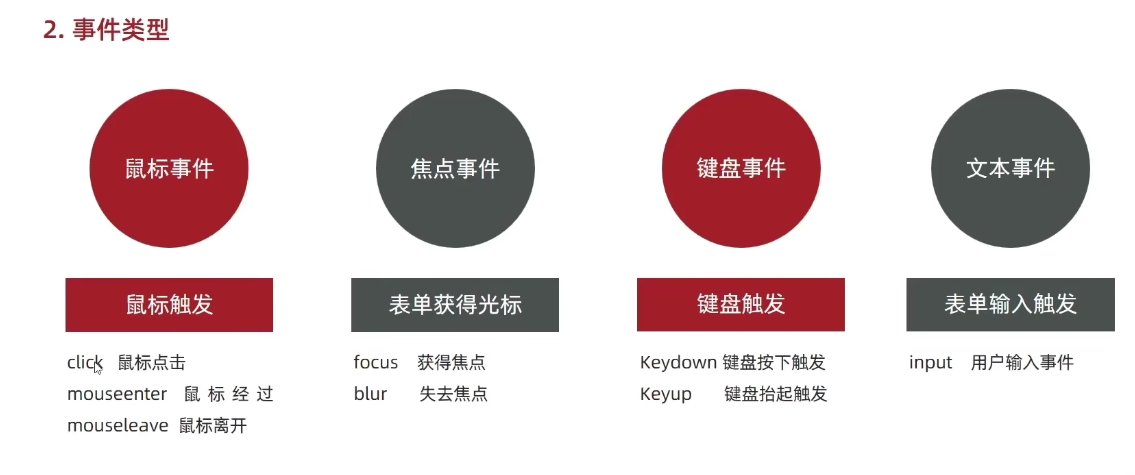 2. 事件类型
鼠标事件
焦点事件
键盘事件
文本事件
鼠标触发
表单获得光标
键盘触发
表单输入触发
click 鼠标点击
mouseenter 鼠标经过
mouseleave 鼠标离开
focus 获得焦点
blur 失去焦点
Keydown 键盘按下触发
Keyup 键盘抬起触发
input 用户输入事件